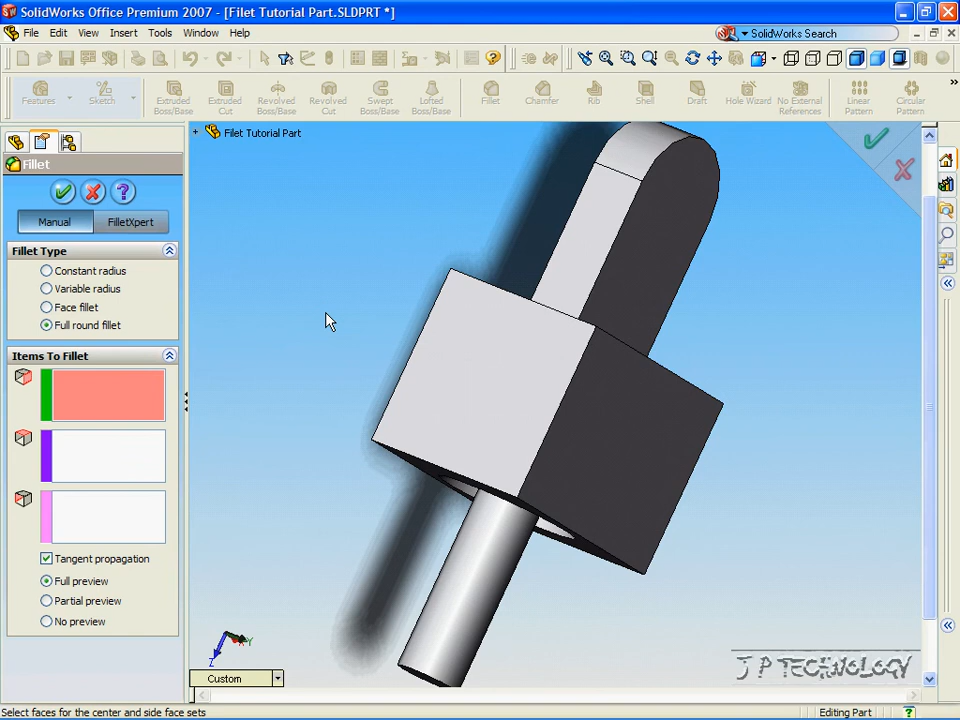 SolidWorks Office Premium 2007 - [Filet Tutorial Part.SLDPRT *]
File Edit View Insert Tools Window Help
SolidWorks Search
Features Sketch Extruded Boss/Base Extruded Cut Revolved Boss/Base Revolved Cut Swept Boss/Base Lofted Boss/Base Fillet Chamfer Rib Shell Draft Hole Wizard No External References Linear Pattern Circular Pattern
Filet Tutorial Part
Fillet
Manual FilletXpert
Fillet Type
Constant radius
Variable radius
Face fillet
Full round fillet
Items To Fillet
Tangent propagation
Full preview
Partial preview
No preview
Y
Z
Custom
J P TECHNOLOGY
Select faces for the center and side face sets
Editing Part